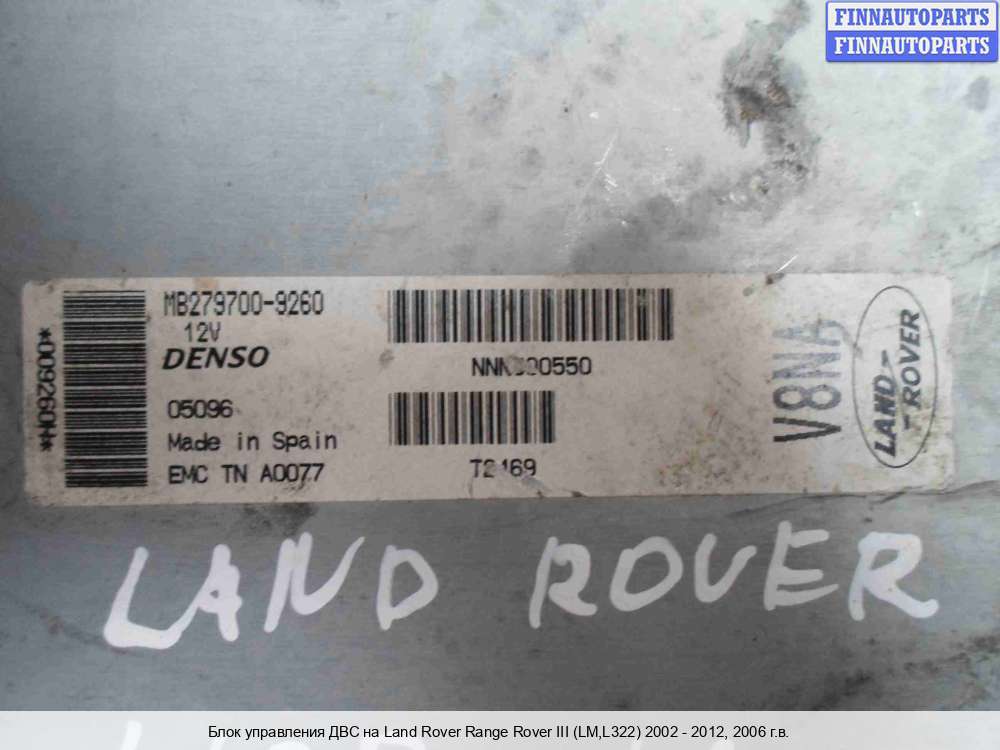 FINNAUTOPARTS
FINNAUTOPARTS
MB279700-9260
12V
DENSO
05096
Made in Spain
EMC TN A0077
*009260M*
V8NA
LAND
ROVER
LAND ROVER
Блок управления ДВС на Land Rover Range Rover III (LM,L322) 2002 - 2012, 2006 г.в.